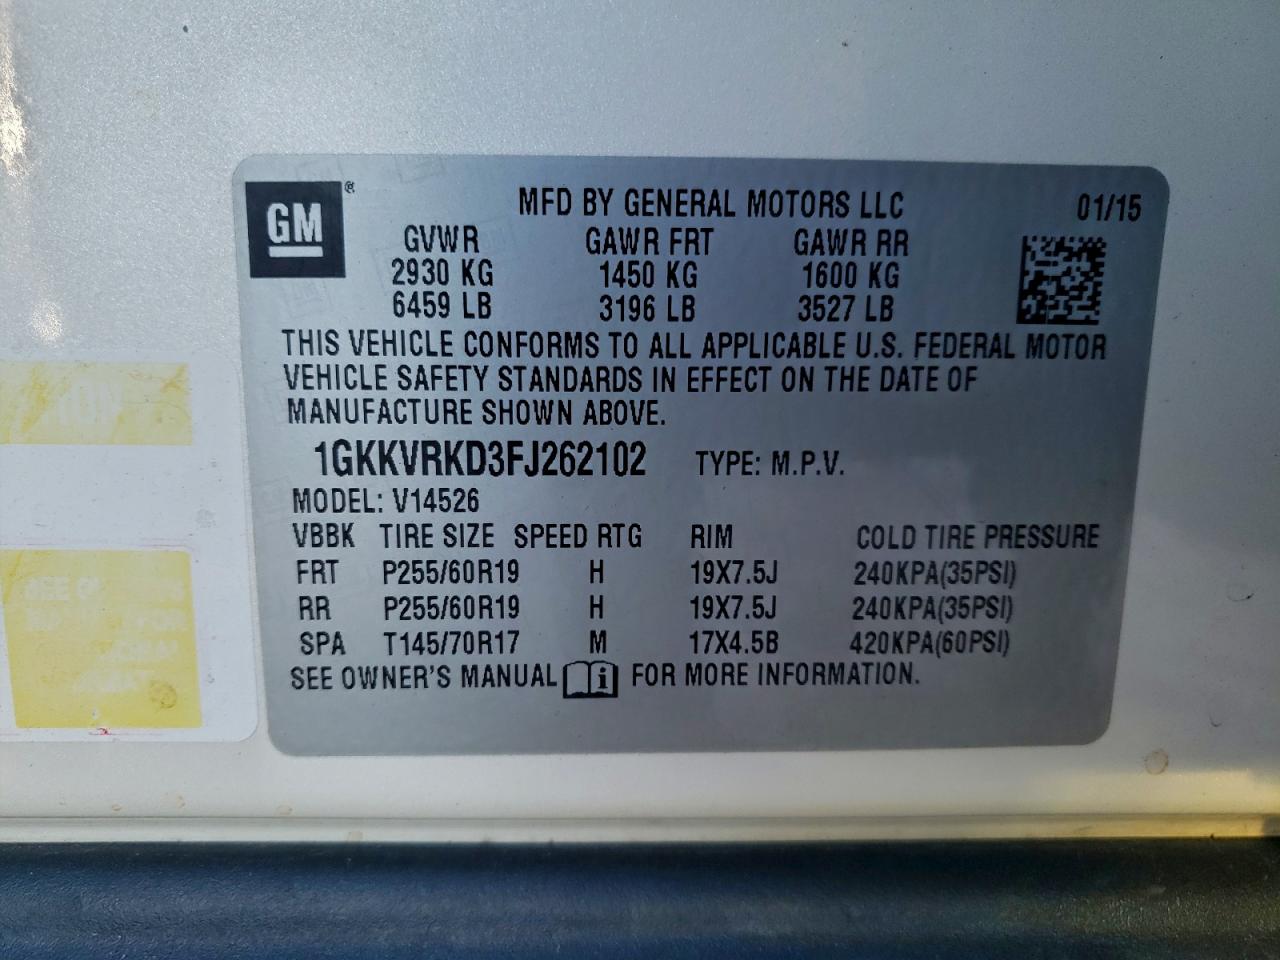 GM ®
MFD BY GENERAL MOTORS LLC 01/15
GVWR GAWR FRT GAWR RR
2930 KG 1450 KG 1600 KG
6459 LB 3196 LB 3527 LB
THIS VEHICLE CONFORMS TO ALL APPLICABLE U.S. FEDERAL MOTOR
VEHICLE SAFETY STANDARDS IN EFFECT ON THE DATE OF
MANUFACTURE SHOWN ABOVE.
1GKKVRKD3FJ262102 TYPE: M.P.V.
MODEL: V14526
VBBK TIRE SIZE SPEED RTG RIM COLD TIRE PRESSURE
FRT P255/60R19 H 19X7.5J 240KPA(35PSI)
RR P255/60R19 H 19X7.5J 240KPA(35PSI)
SPA T145/70R17 M 17X4.5B 420KPA(60PSI)
SEE OWNER'S MANUAL i FOR MORE INFORMATION.